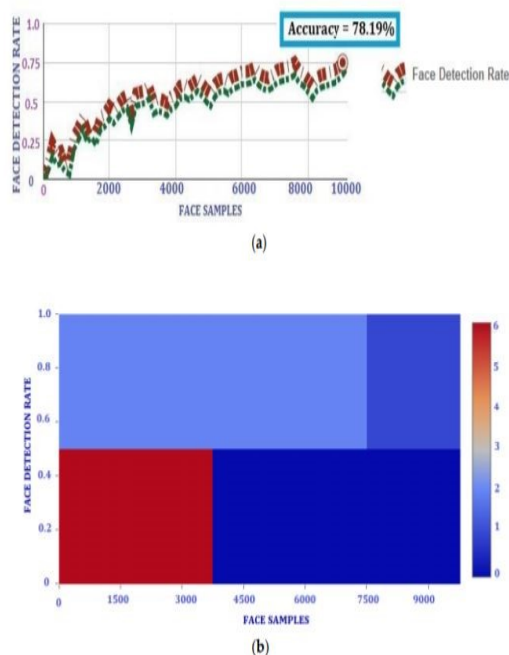 Accuracy = 78.19%
1.0
0.75
0.5
0.25
0
FACE DETECTION RATE
0 2000 4000 6000 8000 10000
FACE SAMPLES
Face Detection Rate
(a)
1.0
0.8
0.6
0.4
0.2
0
FACE DETECTION RATE
0 1500 3000 4500 6000 7500 9000
FACE SAMPLES
6
5
4
3
2
1
0
(b)